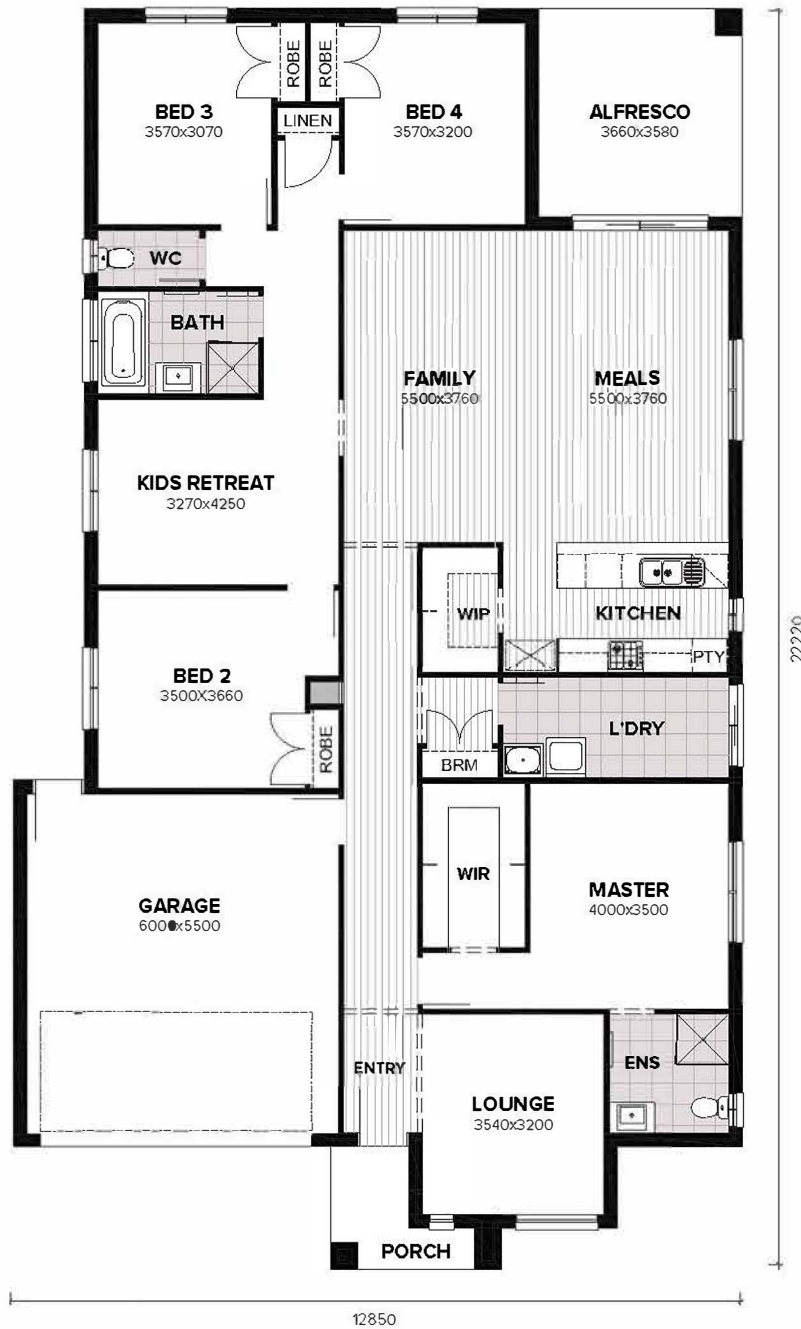 ROBE
ROBE
BED 3
3570x3070
BED 4
3570x3200
ALFRESCO
3660x3580
LINEN
WC
BATH
FAMILY
5500x3760
MEALS
5500x3760
KIDS RETREAT
3270x4250
WIP
KITCHEN
PTY
22220
BED 2
3500X3660
ROBE
L'DRY
BRM
WIR
MASTER
4000x3500
GARAGE
6000x5500
ENTRY
ENS
LOUNGE
3540x3200
PORCH
12850